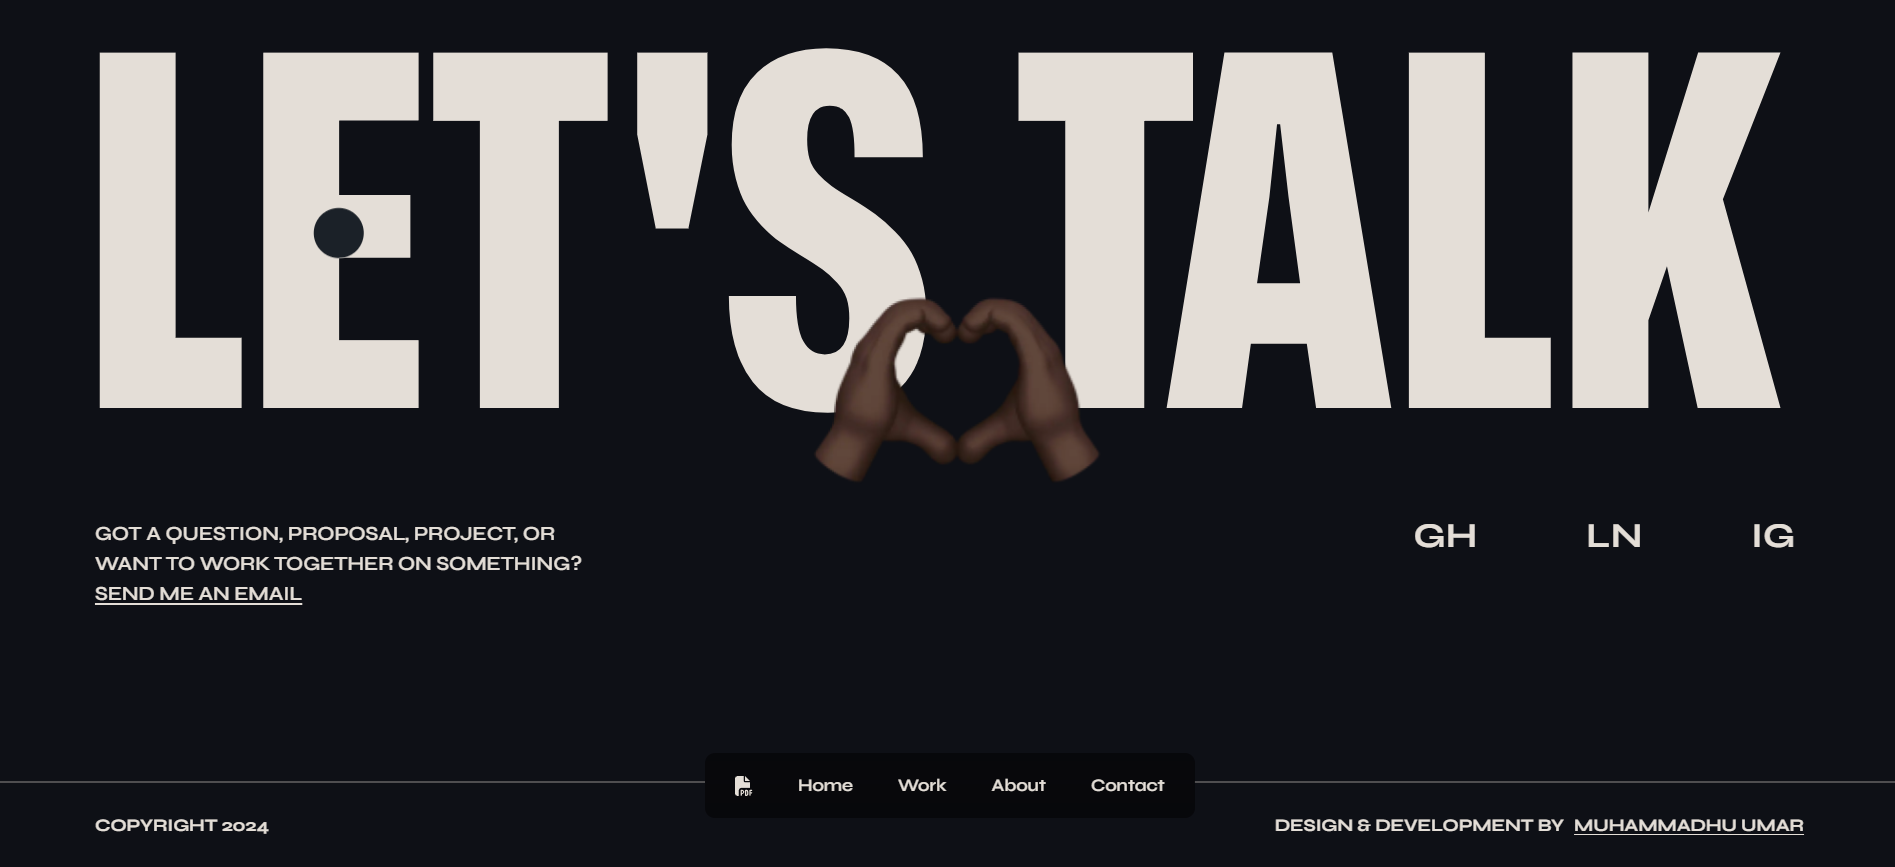 LET'S TALK
GOT A QUESTION, PROPOSAL, PROJECT, OR
WANT TO WORK TOGETHER ON SOMETHING?
SEND ME AN EMAIL
GH LN IG
PDF Home Work About Contact
COPYRIGHT 2024
DESIGN & DEVELOPMENT BY MUHAMMADHU UMAR